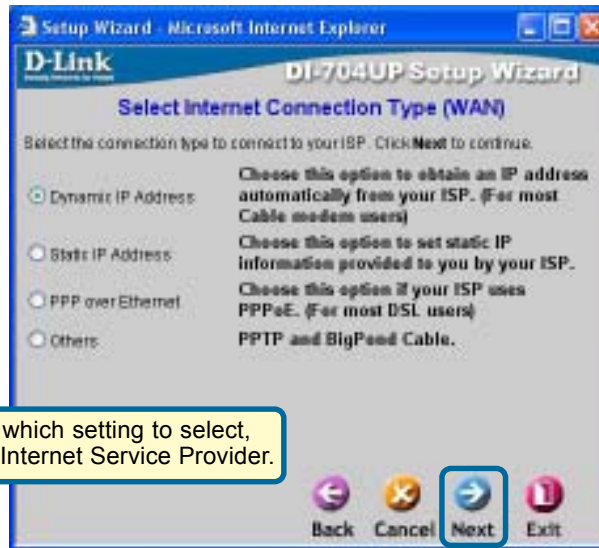 Setup Wizard - Microsoft Internet Explorer
D-Link
Building Networks for People
DI-704UP Setup Wizard
Select Internet Connection Type (WAN)
Select the connection type to connect to your ISP. Click Next to continue.
Dynamic IP Address
Choose this option to obtain an IP address
automatically from your ISP. (For most
Cable modem users)
Static IP Address
Choose this option to set static IP
information provided to you by your ISP.
PPP over Ethernet
Choose this option if your ISP uses
PPPoE. (For most DSL users)
Others
PPTP and BigPond Cable.
which setting to select,
Internet Service Provider.
Back Cancel Next Exit